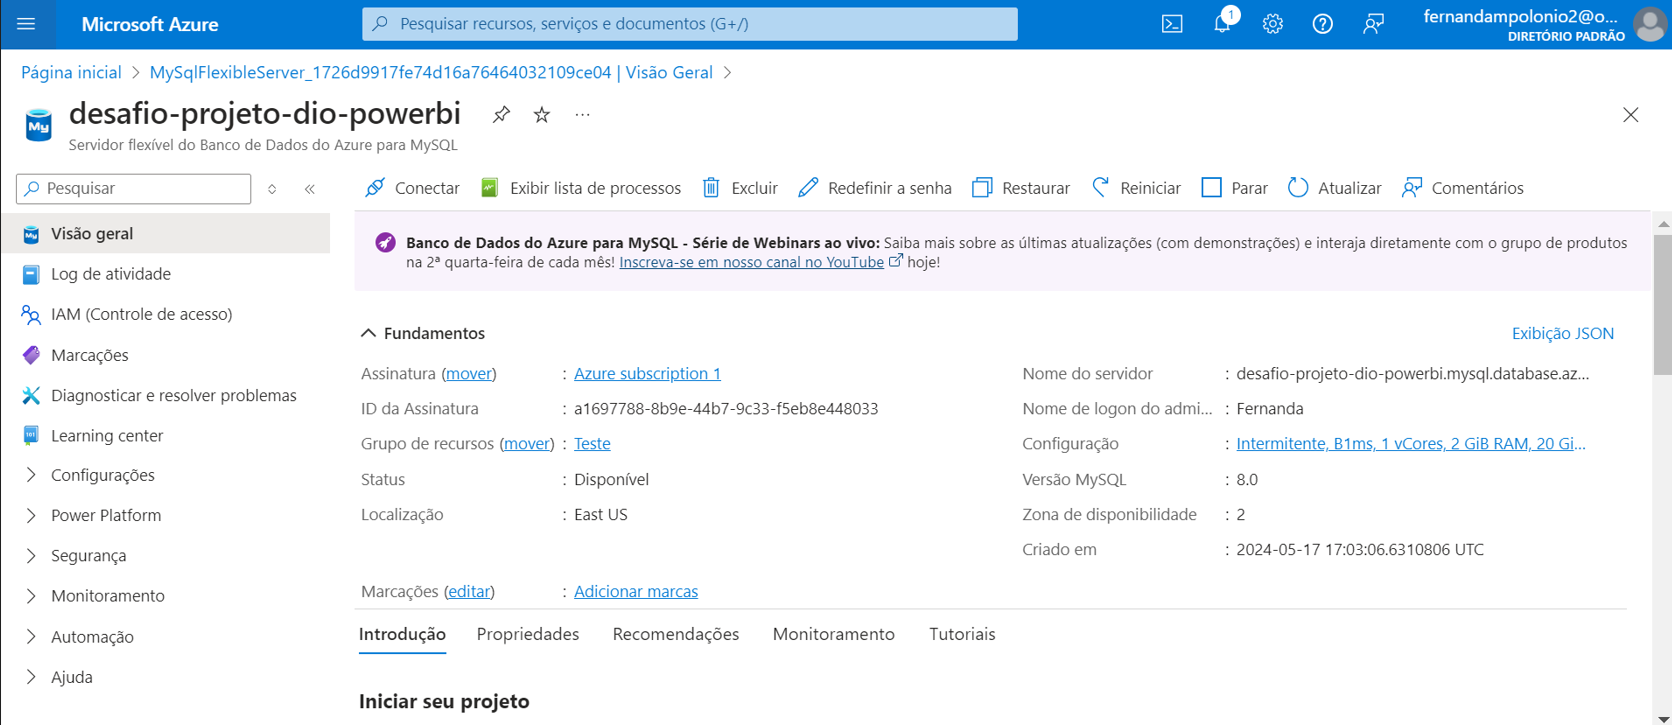 Microsoft Azure
Pesquisar recursos, serviços e documentos (G+/)
1
fernandampolonio2@o...
DIRETÓRIO PADRÃO
Página inicial > MySqlFlexibleServer_1726d9917fe74d16a76464032109ce04 | Visão Geral >
desafio-projeto-dio-powerbi
...
My
Servidor flexível do Banco de Dados do Azure para MySQL
Pesquisar
Conectar
Exibir lista de processos
Excluir
Redefinir a senha
Restaurar
Reiniciar
Parar
Atualizar
Comentários
Visão geral
Log de atividade
IAM (Controle de acesso)
Marcações
Diagnosticar e resolver problemas
Learning center
Configurações
Power Platform
Segurança
Monitoramento
Automação
Ajuda
Banco de Dados do Azure para MySQL - Série de Webinars ao vivo: Saiba mais sobre as últimas atualizações (com demonstrações) e interaja diretamente com o grupo de produtos
na 2ª quarta-feira de cada mês! Inscreva-se em nosso canal no YouTube hoje!
Fundamentos
Exibição JSON
Assinatura (mover) : Azure subscription 1
ID da Assinatura : a1697788-8b9e-44b7-9c33-f5eb8e448033
Grupo de recursos (mover) : Teste
Status : Disponível
Localização : East US
Nome do servidor : desafio-projeto-dio-powerbi.mysql.database.az...
Nome de logon do admi... : Fernanda
Configuração : Intermitente, B1ms, 1 vCores, 2 GiB RAM, 20 Gi...
Versão MySQL : 8.0
Zona de disponibilidade : 2
Criado em : 2024-05-17 17:03:06.6310806 UTC
Marcações (editar) : Adicionar marcas
Introdução
Propriedades
Recomendações
Monitoramento
Tutoriais
Iniciar seu projeto